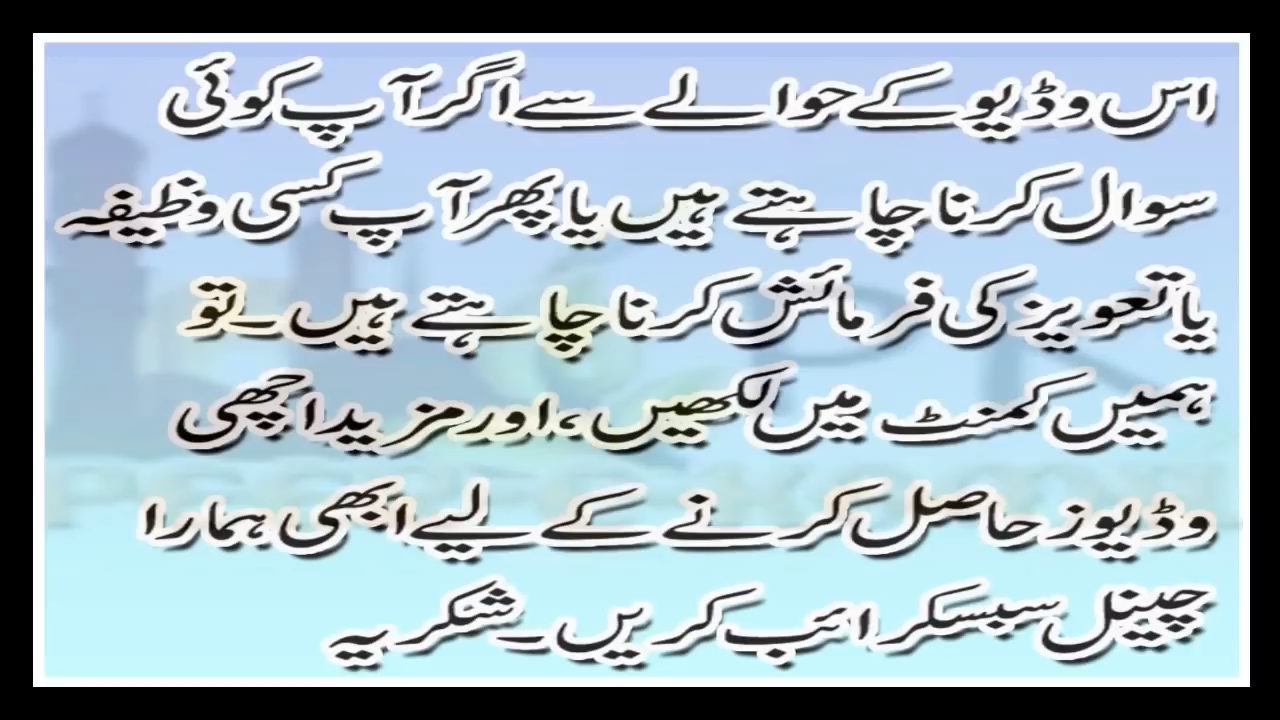 اس وڈیو کے حوالے سے اگر آپ کوئی
سوال کرنا چاہتے ہیں یا پھر آپ کسی وظیفہ
یا تعویز کی فرمائش کرنا چاہتے ہیں۔ تو
ہمیں کمنٹ میں لکھیں، اور مزید اچھی
وڈیوز حاصل کرنے کے لیے ابھی ہمارا
چینل سبسکرائب کریں۔ شکریہ